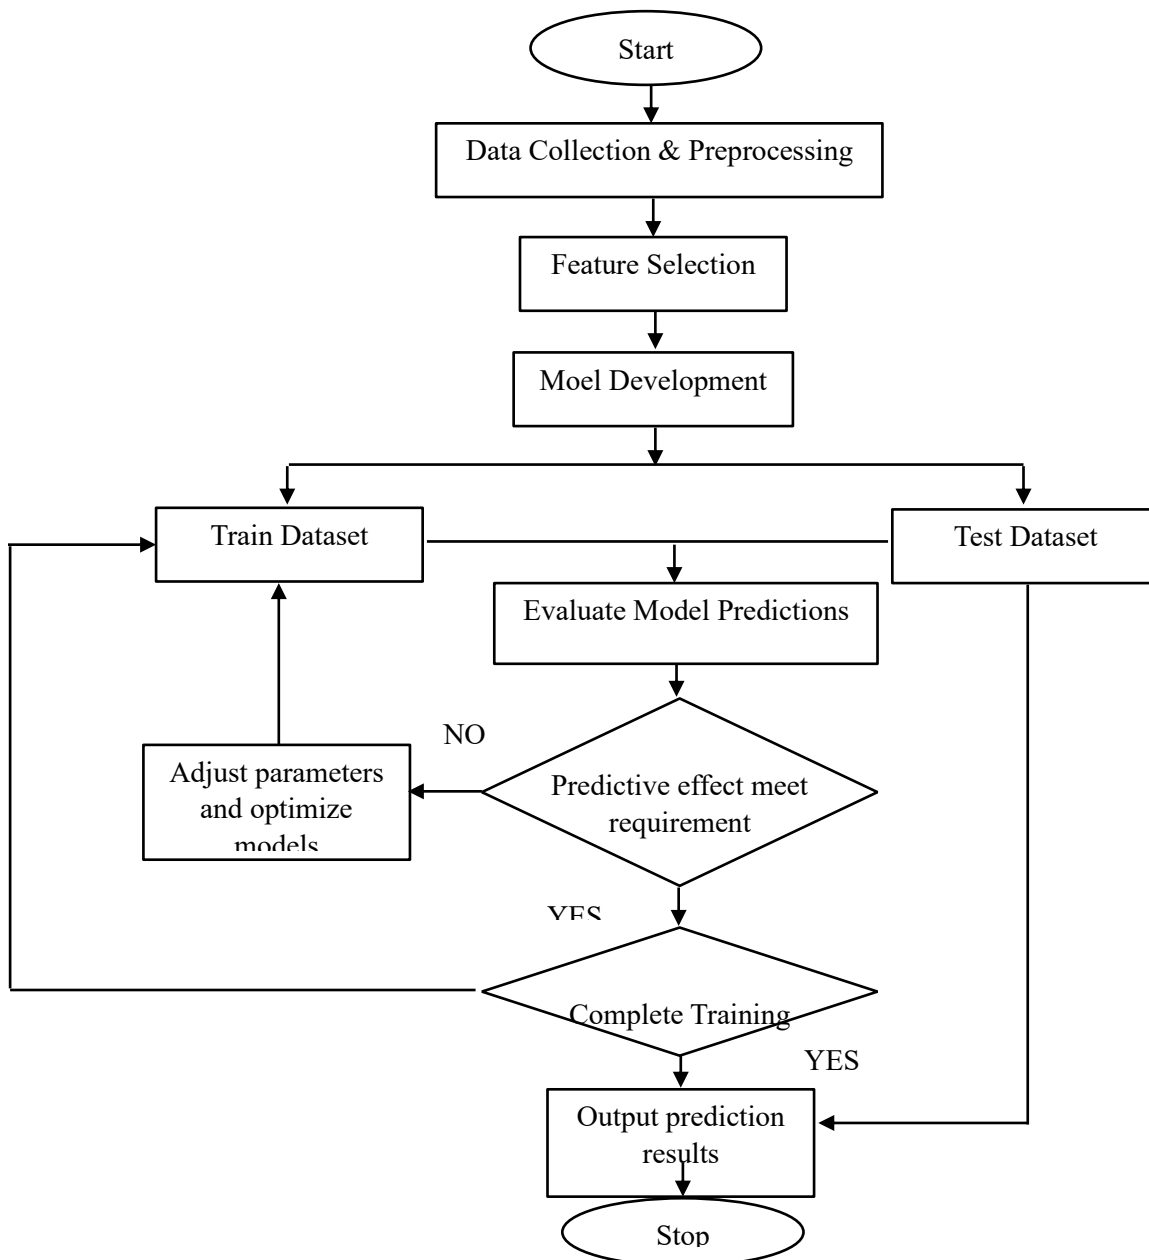 Start
Data Collection & Preprocessing
Feature Selection
Moel Development
Train Dataset
Test Dataset
Evaluate Model Predictions
NO
Adjust parameters
and optimize
models
Predictive effect meet
requirement
YES
Complete Training
YES
Output prediction
results
Stop